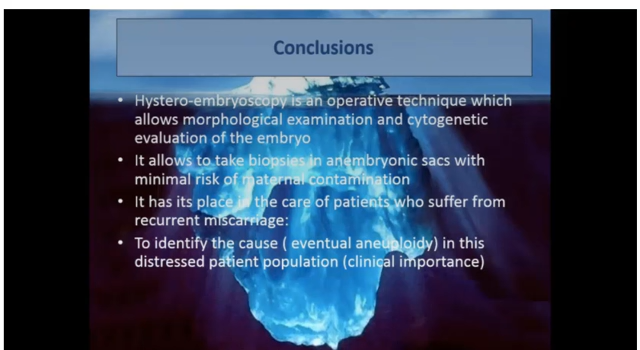 Conclusions
• Hystero-embryoscopy is an operative technique which
allows morphological examination and cytogenetic
evaluation of the embryo
• It allows to take biopsies in anembryonic sacs with
minimal risk of maternal contamination
• It has its place in the care of patients who suffer from
recurrent miscarriage:
• To identify the cause ( eventual aneuploidy) in this
distressed patient population (clinical importance)